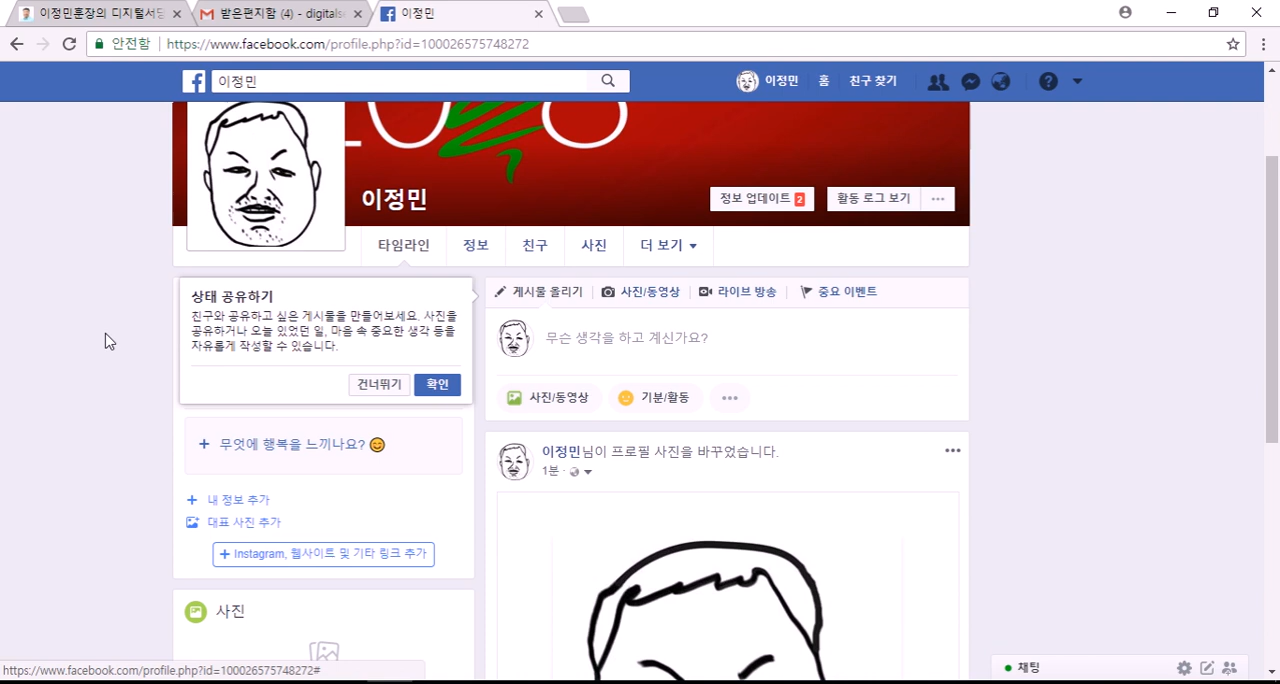 이정민훈장의 디지털서당
받은편지함 (4) - digitalse
이정민
안전함
https://www.facebook.com/profile.php?id=100026575748272
이정민
이정민
홈
친구 찾기
이정민
정보 업데이트 2
활동 로그 보기
타임라인
정보
친구
사진
더 보기
상태 공유하기
친구와 공유하고 싶은 게시물을 만들어보세요. 사진을
공유하거나 오늘 있었던 일, 마음 속 중요한 생각 등을
자유롭게 작성할 수 있습니다.
건너뛰기
확인
게시물 올리기
사진/동영상
라이브 방송
중요 이벤트
무슨 생각을 하고 계신가요?
사진/동영상
기분/활동
+ 무엇에 행복을 느끼나요?
+ 내 정보 추가
대표 사진 추가
+ Instagram, 웹사이트 및 기타 링크 추가
사진
이정민님이 프로필 사진을 바꾸었습니다.
1분 ·
채팅
https://www.facebook.com/profile.php?id=100026575748272#